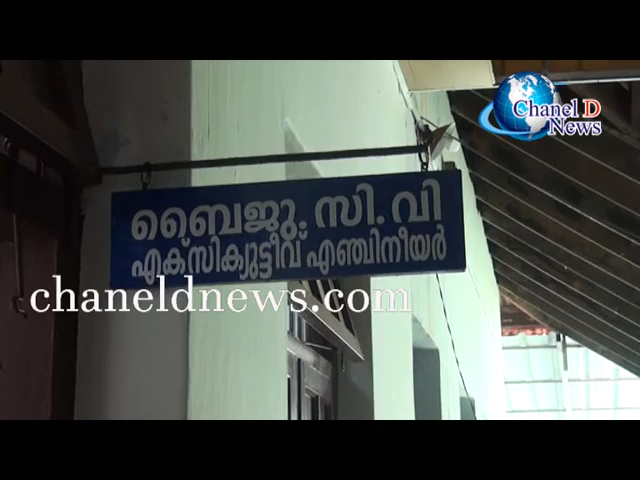 Chanel D
News
ബൈജു. സി. വി
എക്സിക്യൂട്ടീവ് എഞ്ചിനീയർ
chaneldnews.com